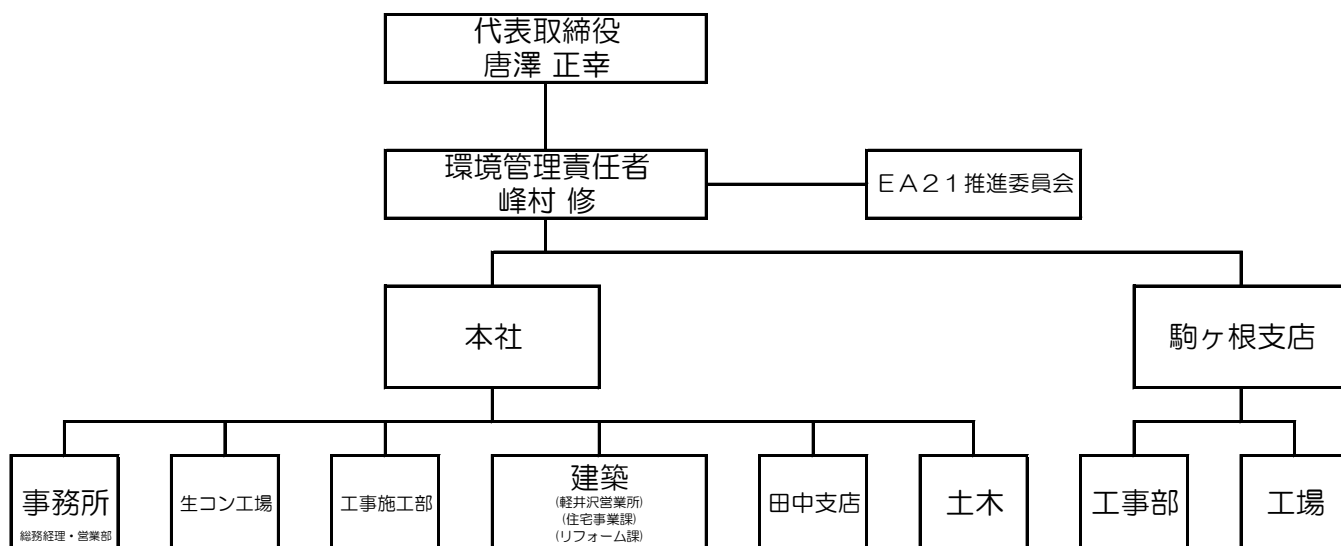 代表取締役
唐澤 正幸
環境管理責任者
峰村 修
ＥＡ２１推進委員会
本社
駒ヶ根支店
事務所
総務経理・営業部
生コン工場
工事施工部
建築
(軽井沢営業所)
(住宅事業課)
(リフォーム課)
田中支店
土木
工事部
工場